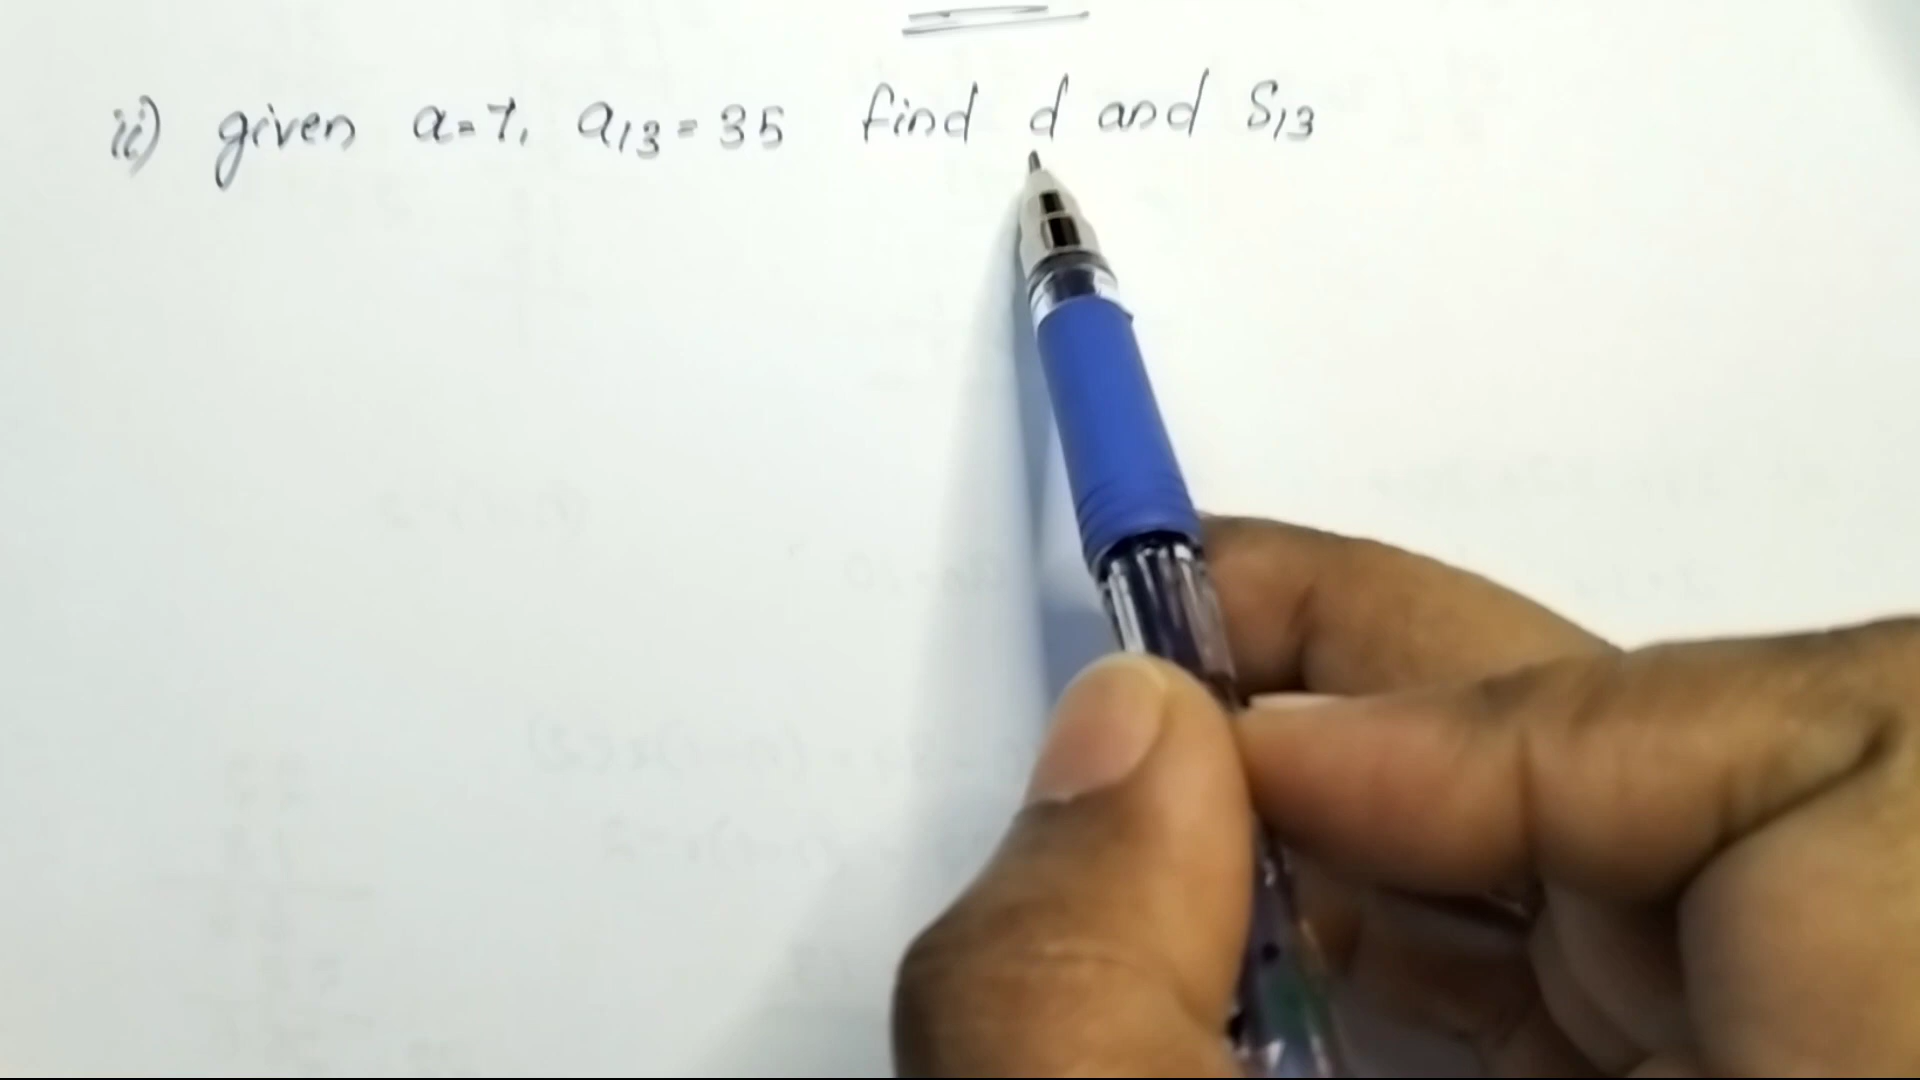 ii) given a=7, a13=35 find d and S13